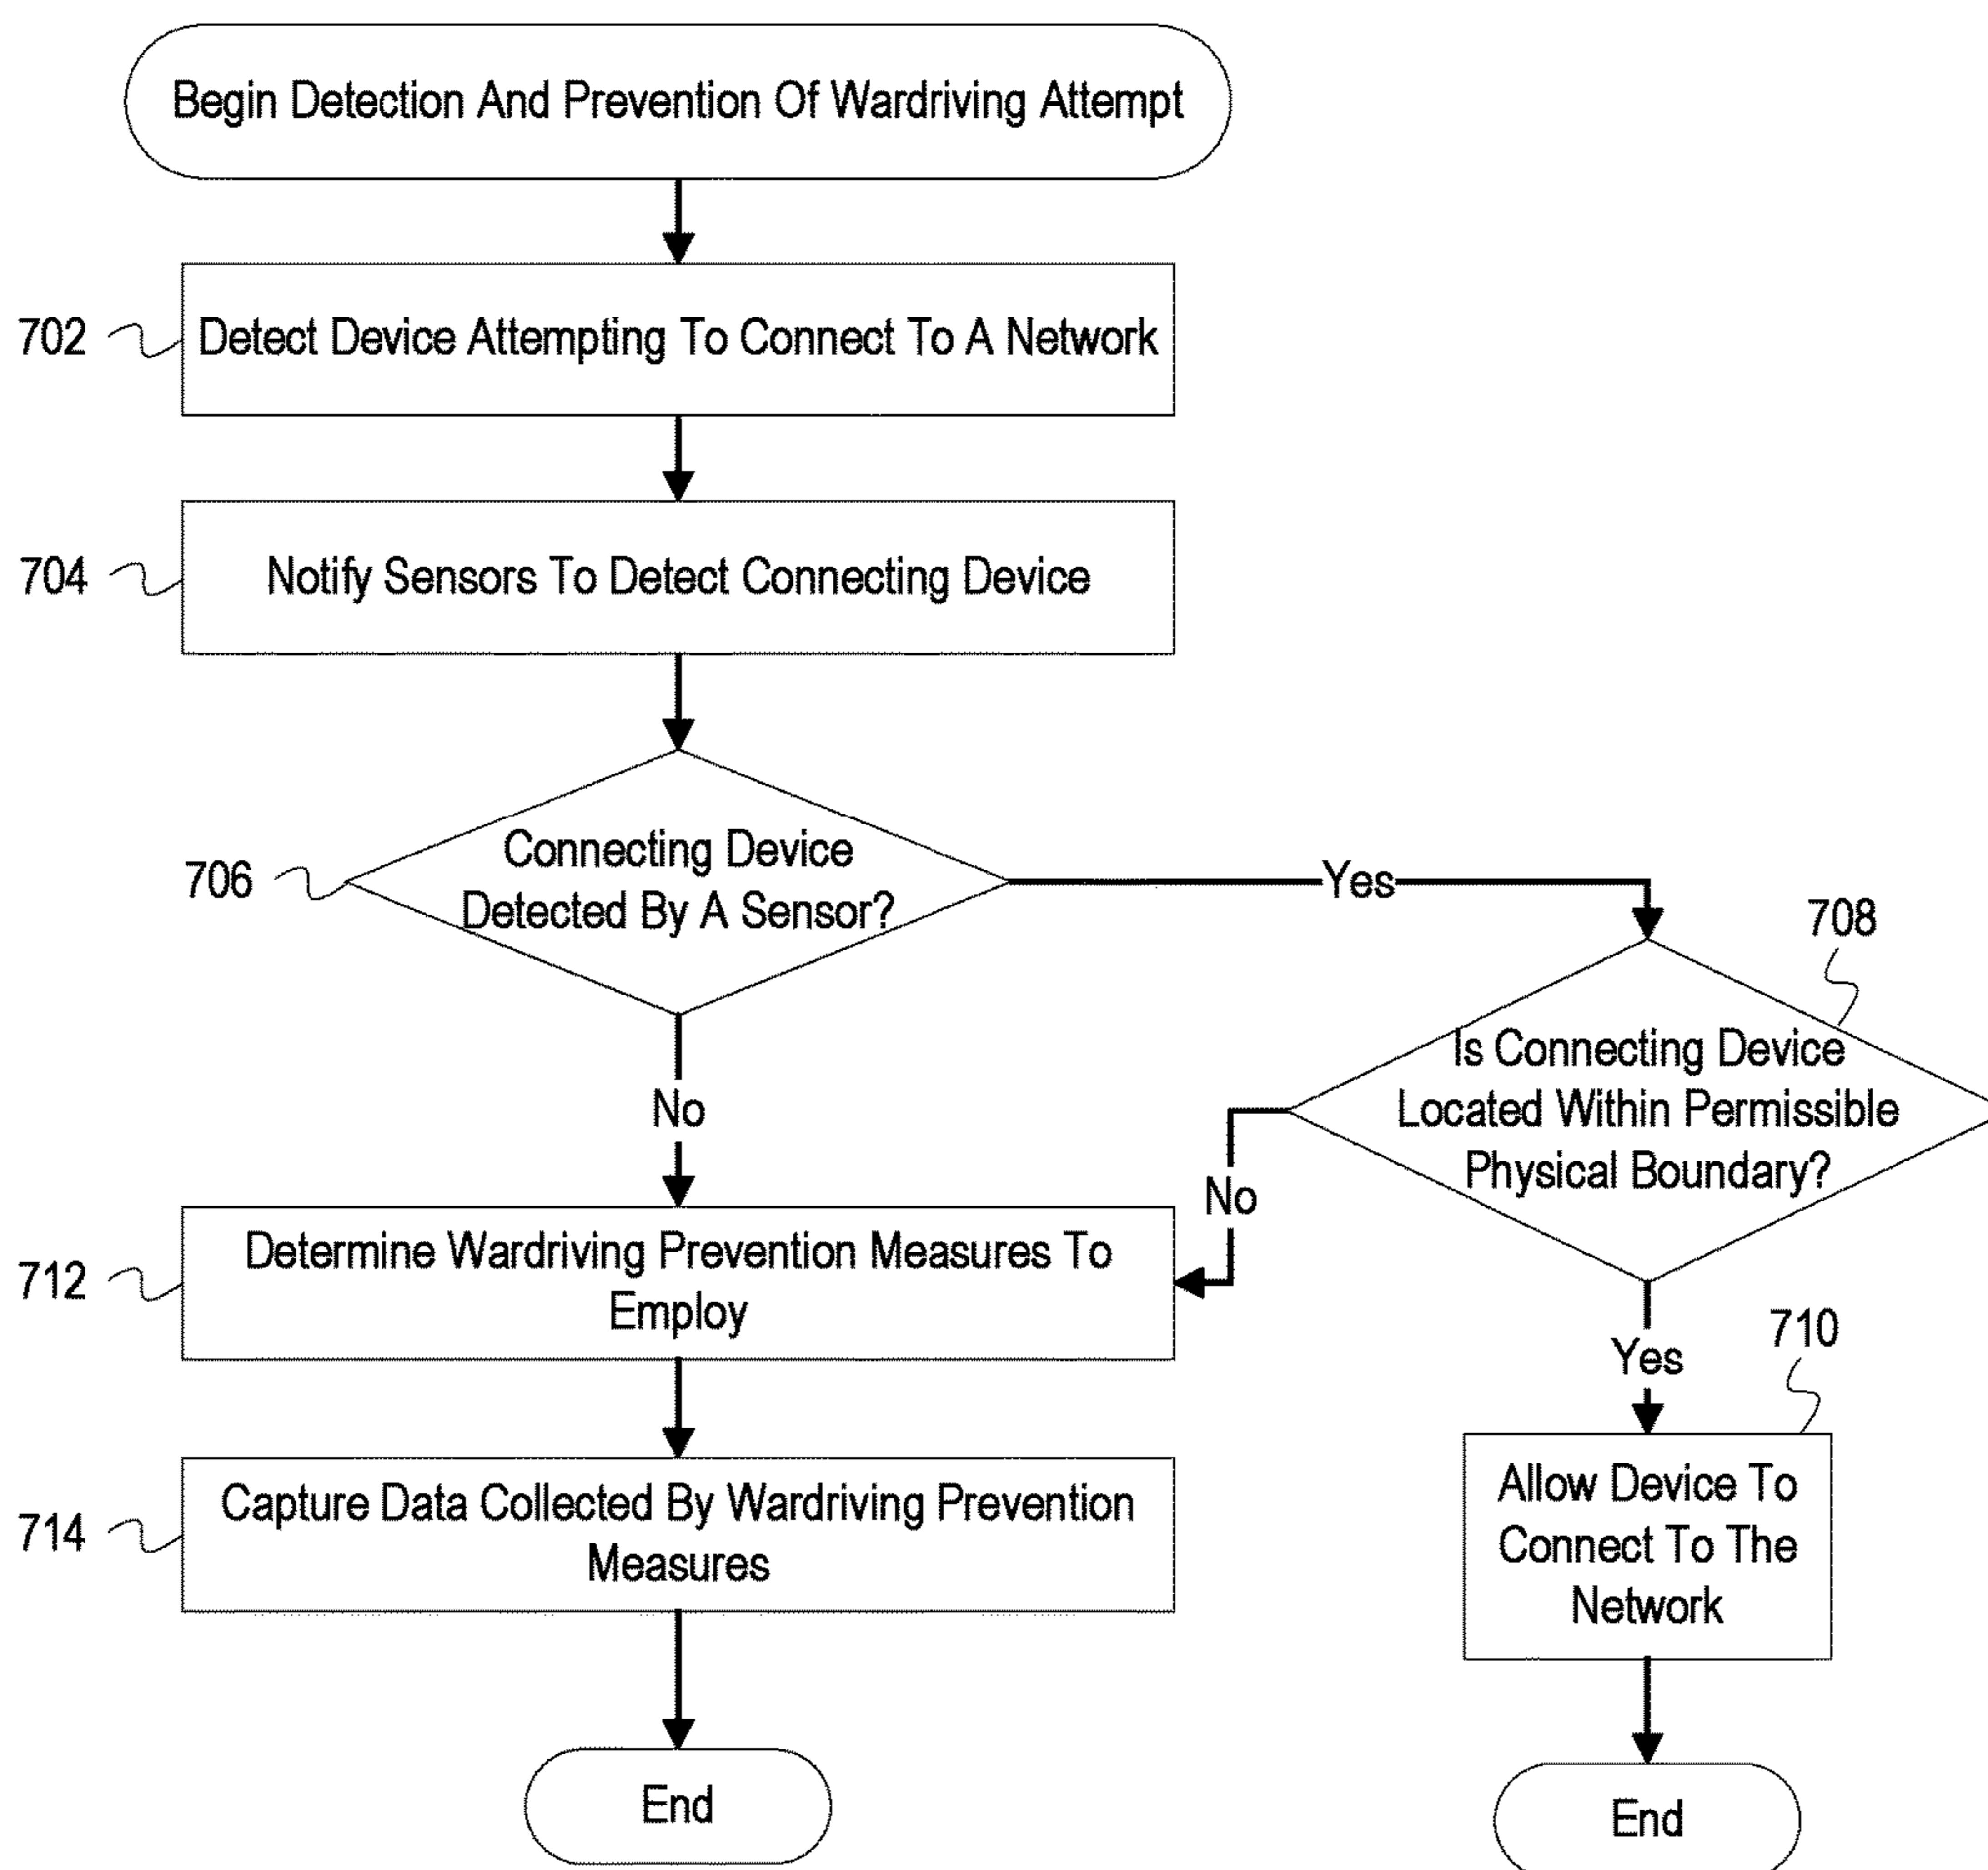 Begin Detection And Prevention Of Wardriving Attempt
702
Detect Device Attempting To Connect To A Network
704
Notify Sensors To Detect Connecting Device
706
Connecting Device
Detected By A Sensor?
Yes
708
Is Connecting Device
Located Within Permissible
Physical Boundary?
No
No
712
Determine Wardriving Prevention Measures To
Employ
Yes
710
Allow Device To
Connect To The
Network
714
Capture Data Collected By Wardriving Prevention
Measures
End
End